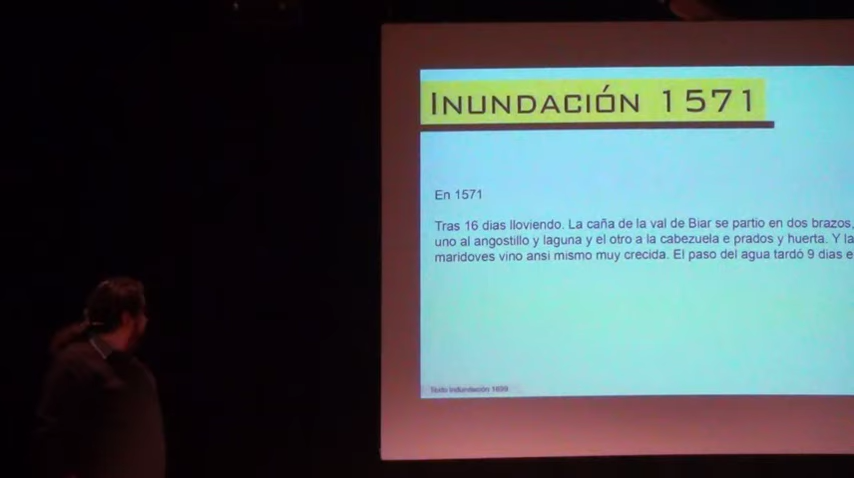 INUNDACIÓN 1571
En 1571
Tras 16 dias lloviendo. La caña de la val de Biar se partio en dos brazos,
uno al angostillo y laguna y el otro a la cabezuela e prados y huerta. Y la
maridoves vino ansi mismo muy crecida. El paso del agua tardó 9 dias e